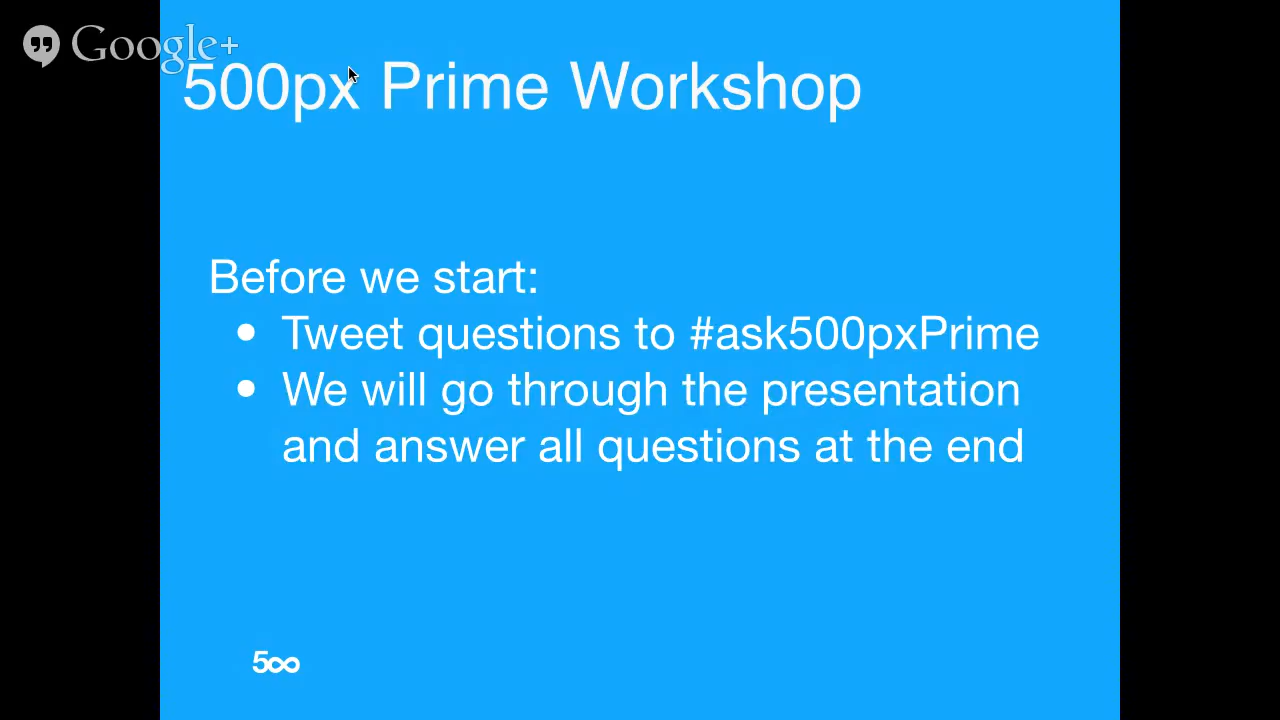 Google+
500px Prime Workshop
Before we start:
• Tweet questions to #ask500pxPrime
• We will go through the presentation
and answer all questions at the end
500